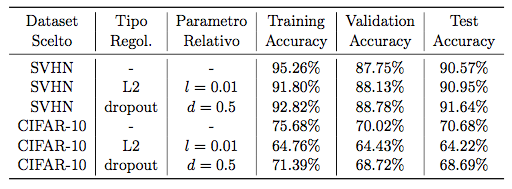 Dataset Tipo Parametro Training Validation Test
Scelto Regol. Relativo Accuracy Accuracy Accuracy
SVHN - - 95.26% 87.75% 90.57%
SVHN L2 l = 0.01 91.80% 88.13% 90.95%
SVHN dropout d = 0.5 92.82% 88.78% 91.64%
CIFAR-10 - - 75.68% 70.02% 70.68%
CIFAR-10 L2 l = 0.01 64.76% 64.43% 64.22%
CIFAR-10 dropout d = 0.5 71.39% 68.72% 68.69%